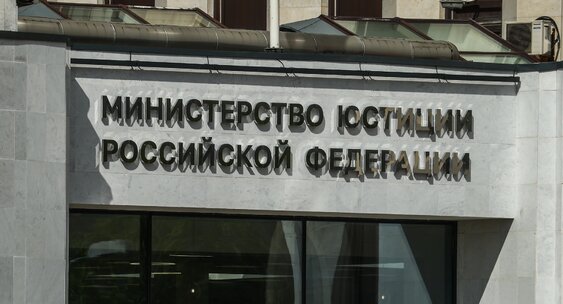 МИНИСТЕРСТВО ЮСТИЦИИ
РОССИЙСКОЙ ФЕДЕРАЦИИ